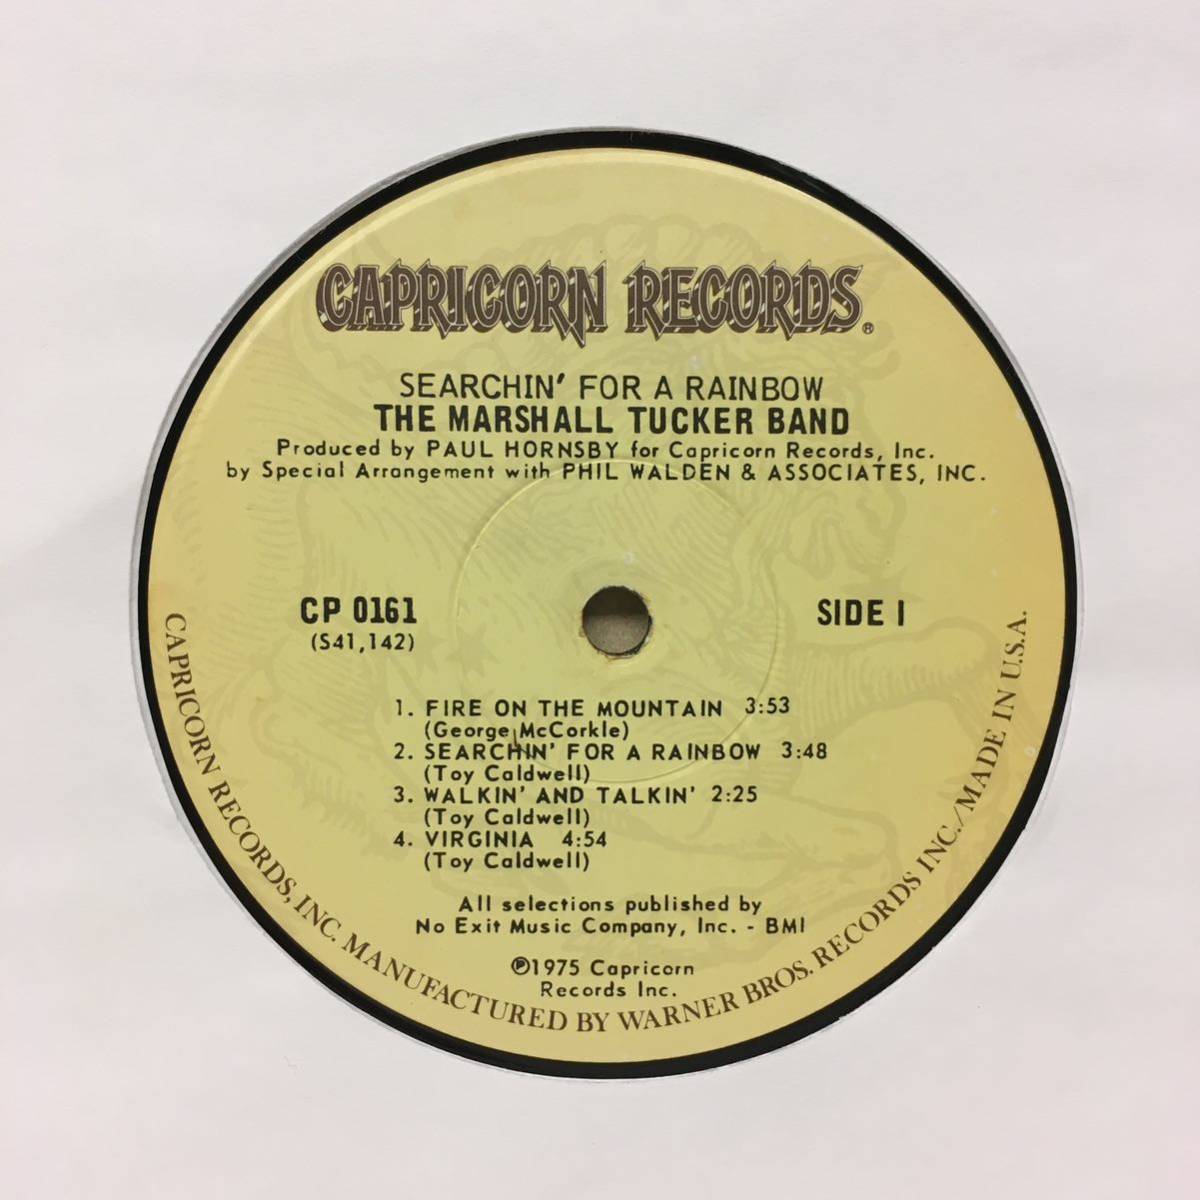 CAPRICORN RECORDS®
SEARCHIN' FOR A RAINBOW
THE MARSHALL TUCKER BAND
Produced by PAUL HORNSBY for Capricorn Records, Inc.
by Special Arrangement with PHIL WALDEN & ASSOCIATES, INC.
CP 0161
(S41,142)
SIDE I
1. FIRE ON THE MOUNTAIN 3:53
(George McCorkle)
2. SEARCHIN' FOR A RAINBOW 3:48
(Toy Caldwell)
3. WALKIN' AND TALKIN' 2:25
(Toy Caldwell)
4. VIRGINIA 4:54
(Toy Caldwell)
All selections published by
No Exit Music Company, Inc. - BMI
℗1975 Capricorn
Records Inc.
CAPRICORN RECORDS, INC. MANUFACTURED BY WARNER BROS. RECORDS INC./MADE IN U.S.A.